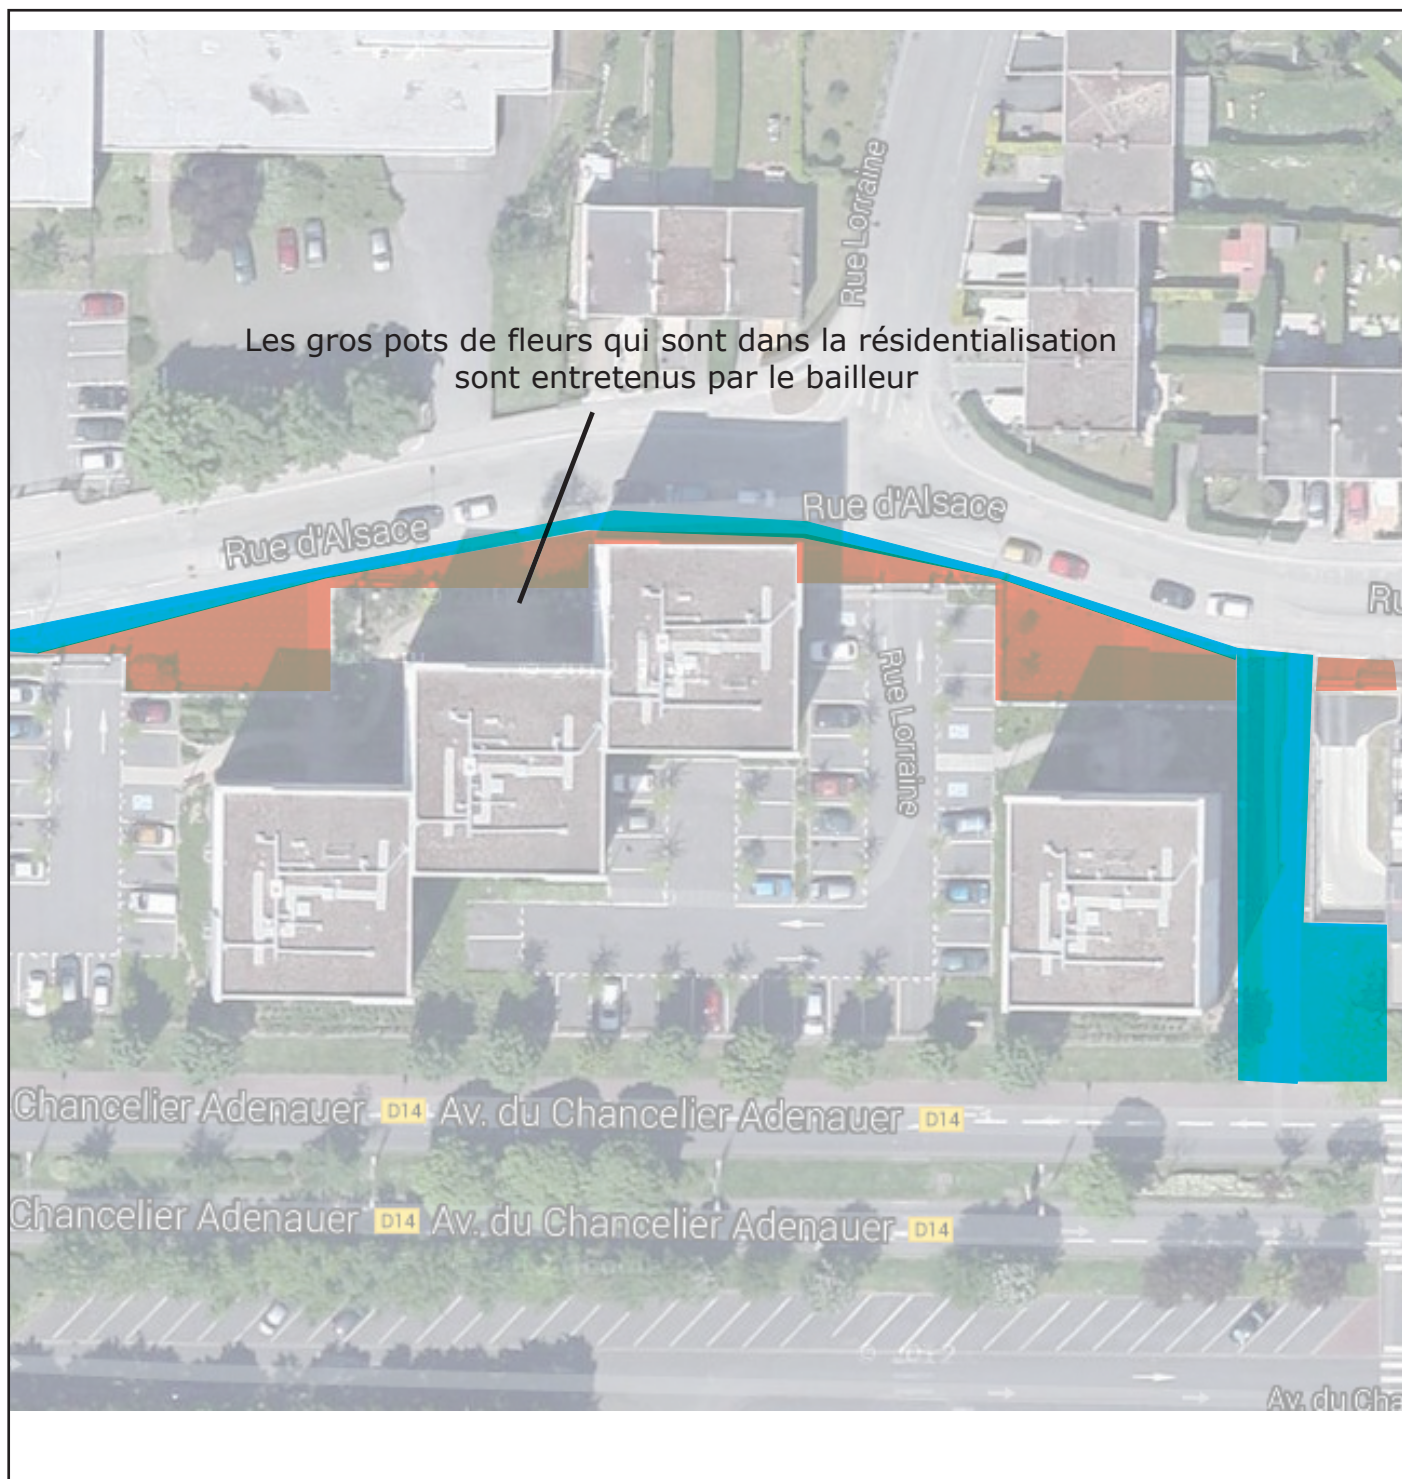 Rue Lorraine
Les gros pots de fleurs qui sont dans la résidentialisation
sont entretenus par le bailleur
Rue d'Alsace
Rue d'Alsace
Rue Lorraine
Chancelier Adenauer D14 Av. du Chancelier Adenauer D14
Chancelier Adenauer D14 Av. du Chancelier Adenauer D14
Av. du Cha